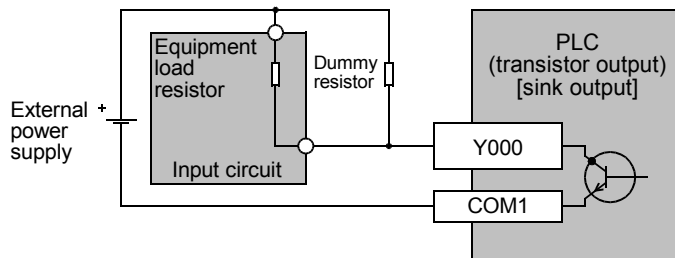 Equipment
load
resistor
Dummy
resistor
PLC
(transistor output)
[sink output]
+
External
power
supply
Input circuit
Y000
COM1